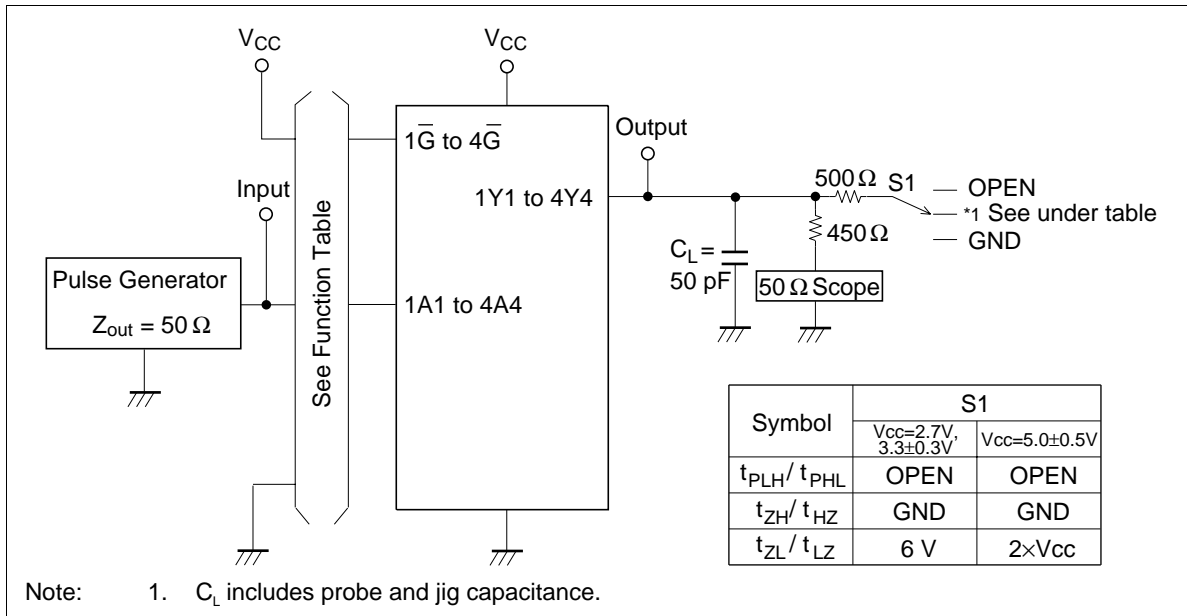 VCC
VCC
Output
Input
1G̅ to 4G̅
1Y1 to 4Y4
500 Ω
S1
OPEN
*1 See under table
GND
450 Ω
CL =
50 pF
50 Ω Scope
Pulse Generator
Zout = 50 Ω
See Function Table
1A1 to 4A4
Symbol
S1
Vcc=2.7V,
3.3±0.3V
Vcc=5.0±0.5V
tPLH / tPHL
OPEN
OPEN
tZH / tHZ
GND
GND
tZL / tLZ
6 V
2×Vcc
Note: 1. CL includes probe and jig capacitance.